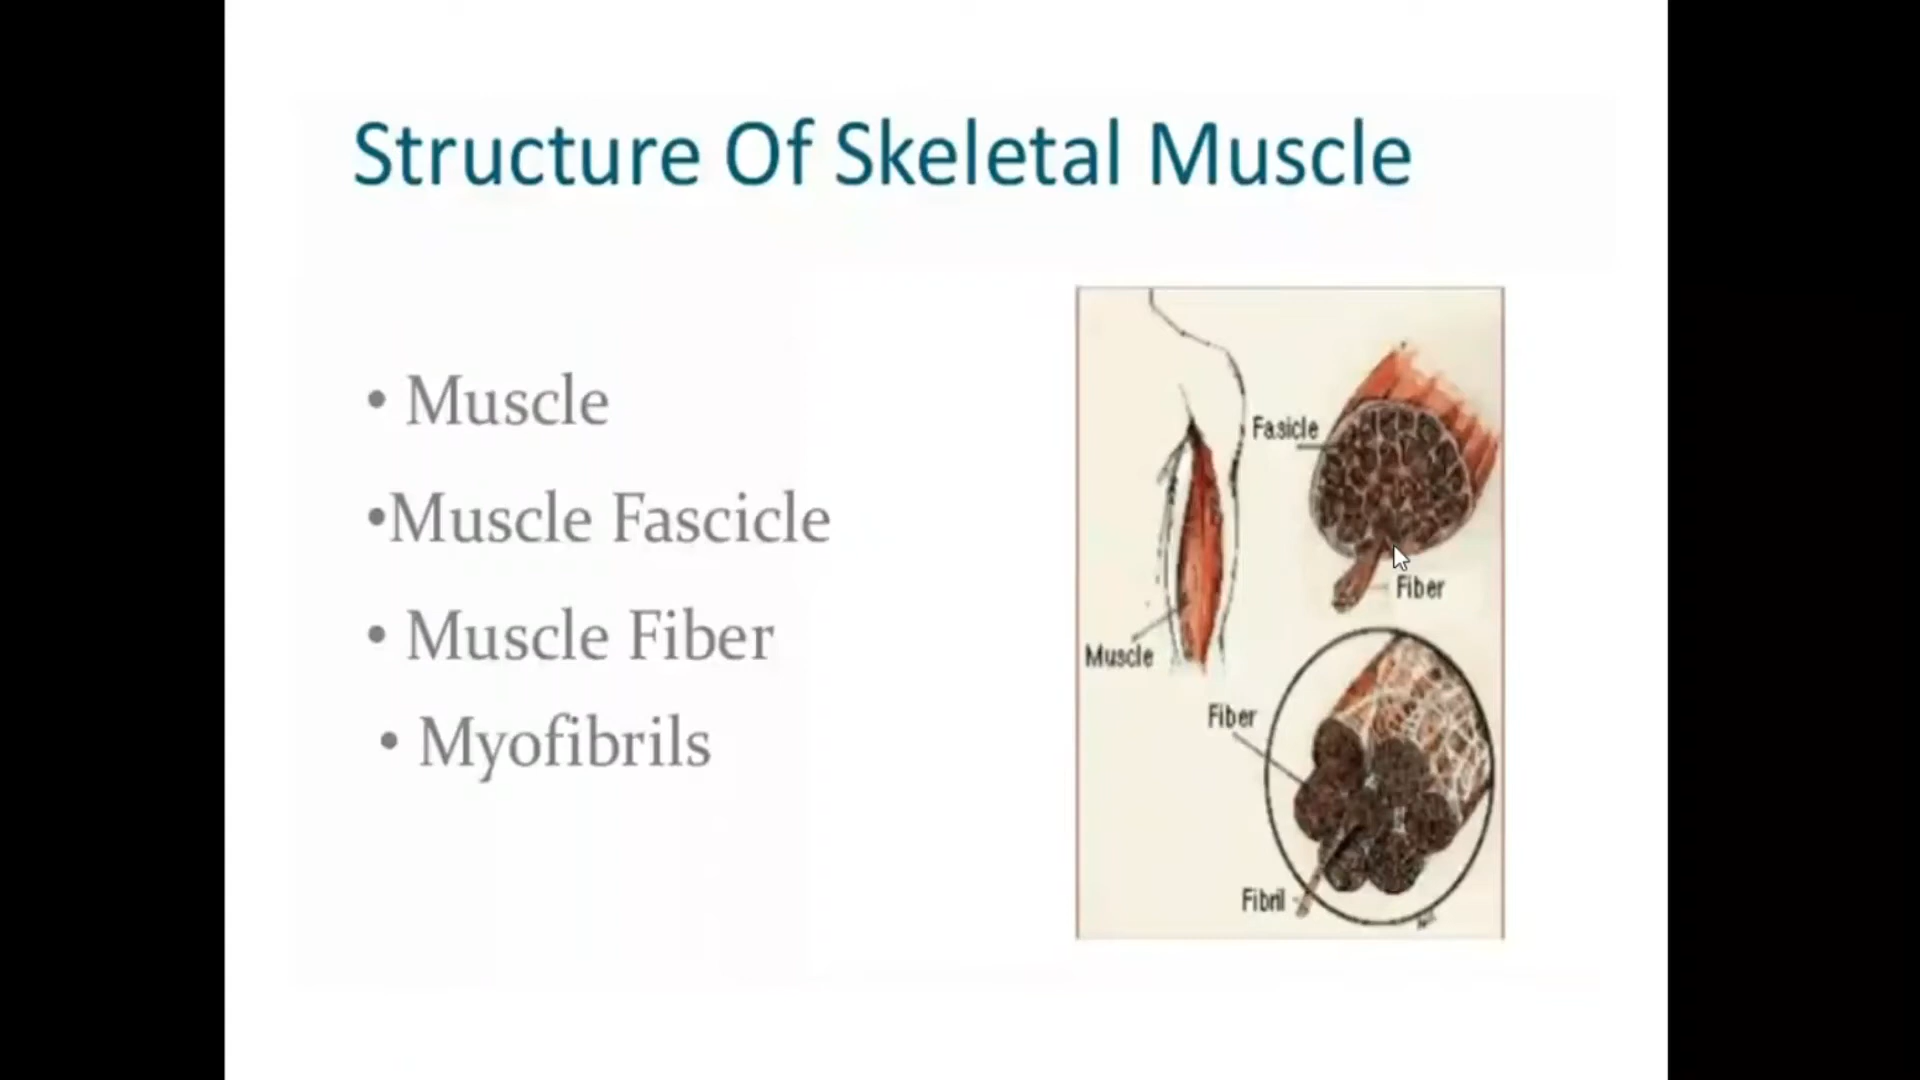 Structure Of Skeletal Muscle
• Muscle
•Muscle Fascicle
• Muscle Fiber
• Myofibrils
Fasicle
Fiber
Muscle
Fiber
Fibril